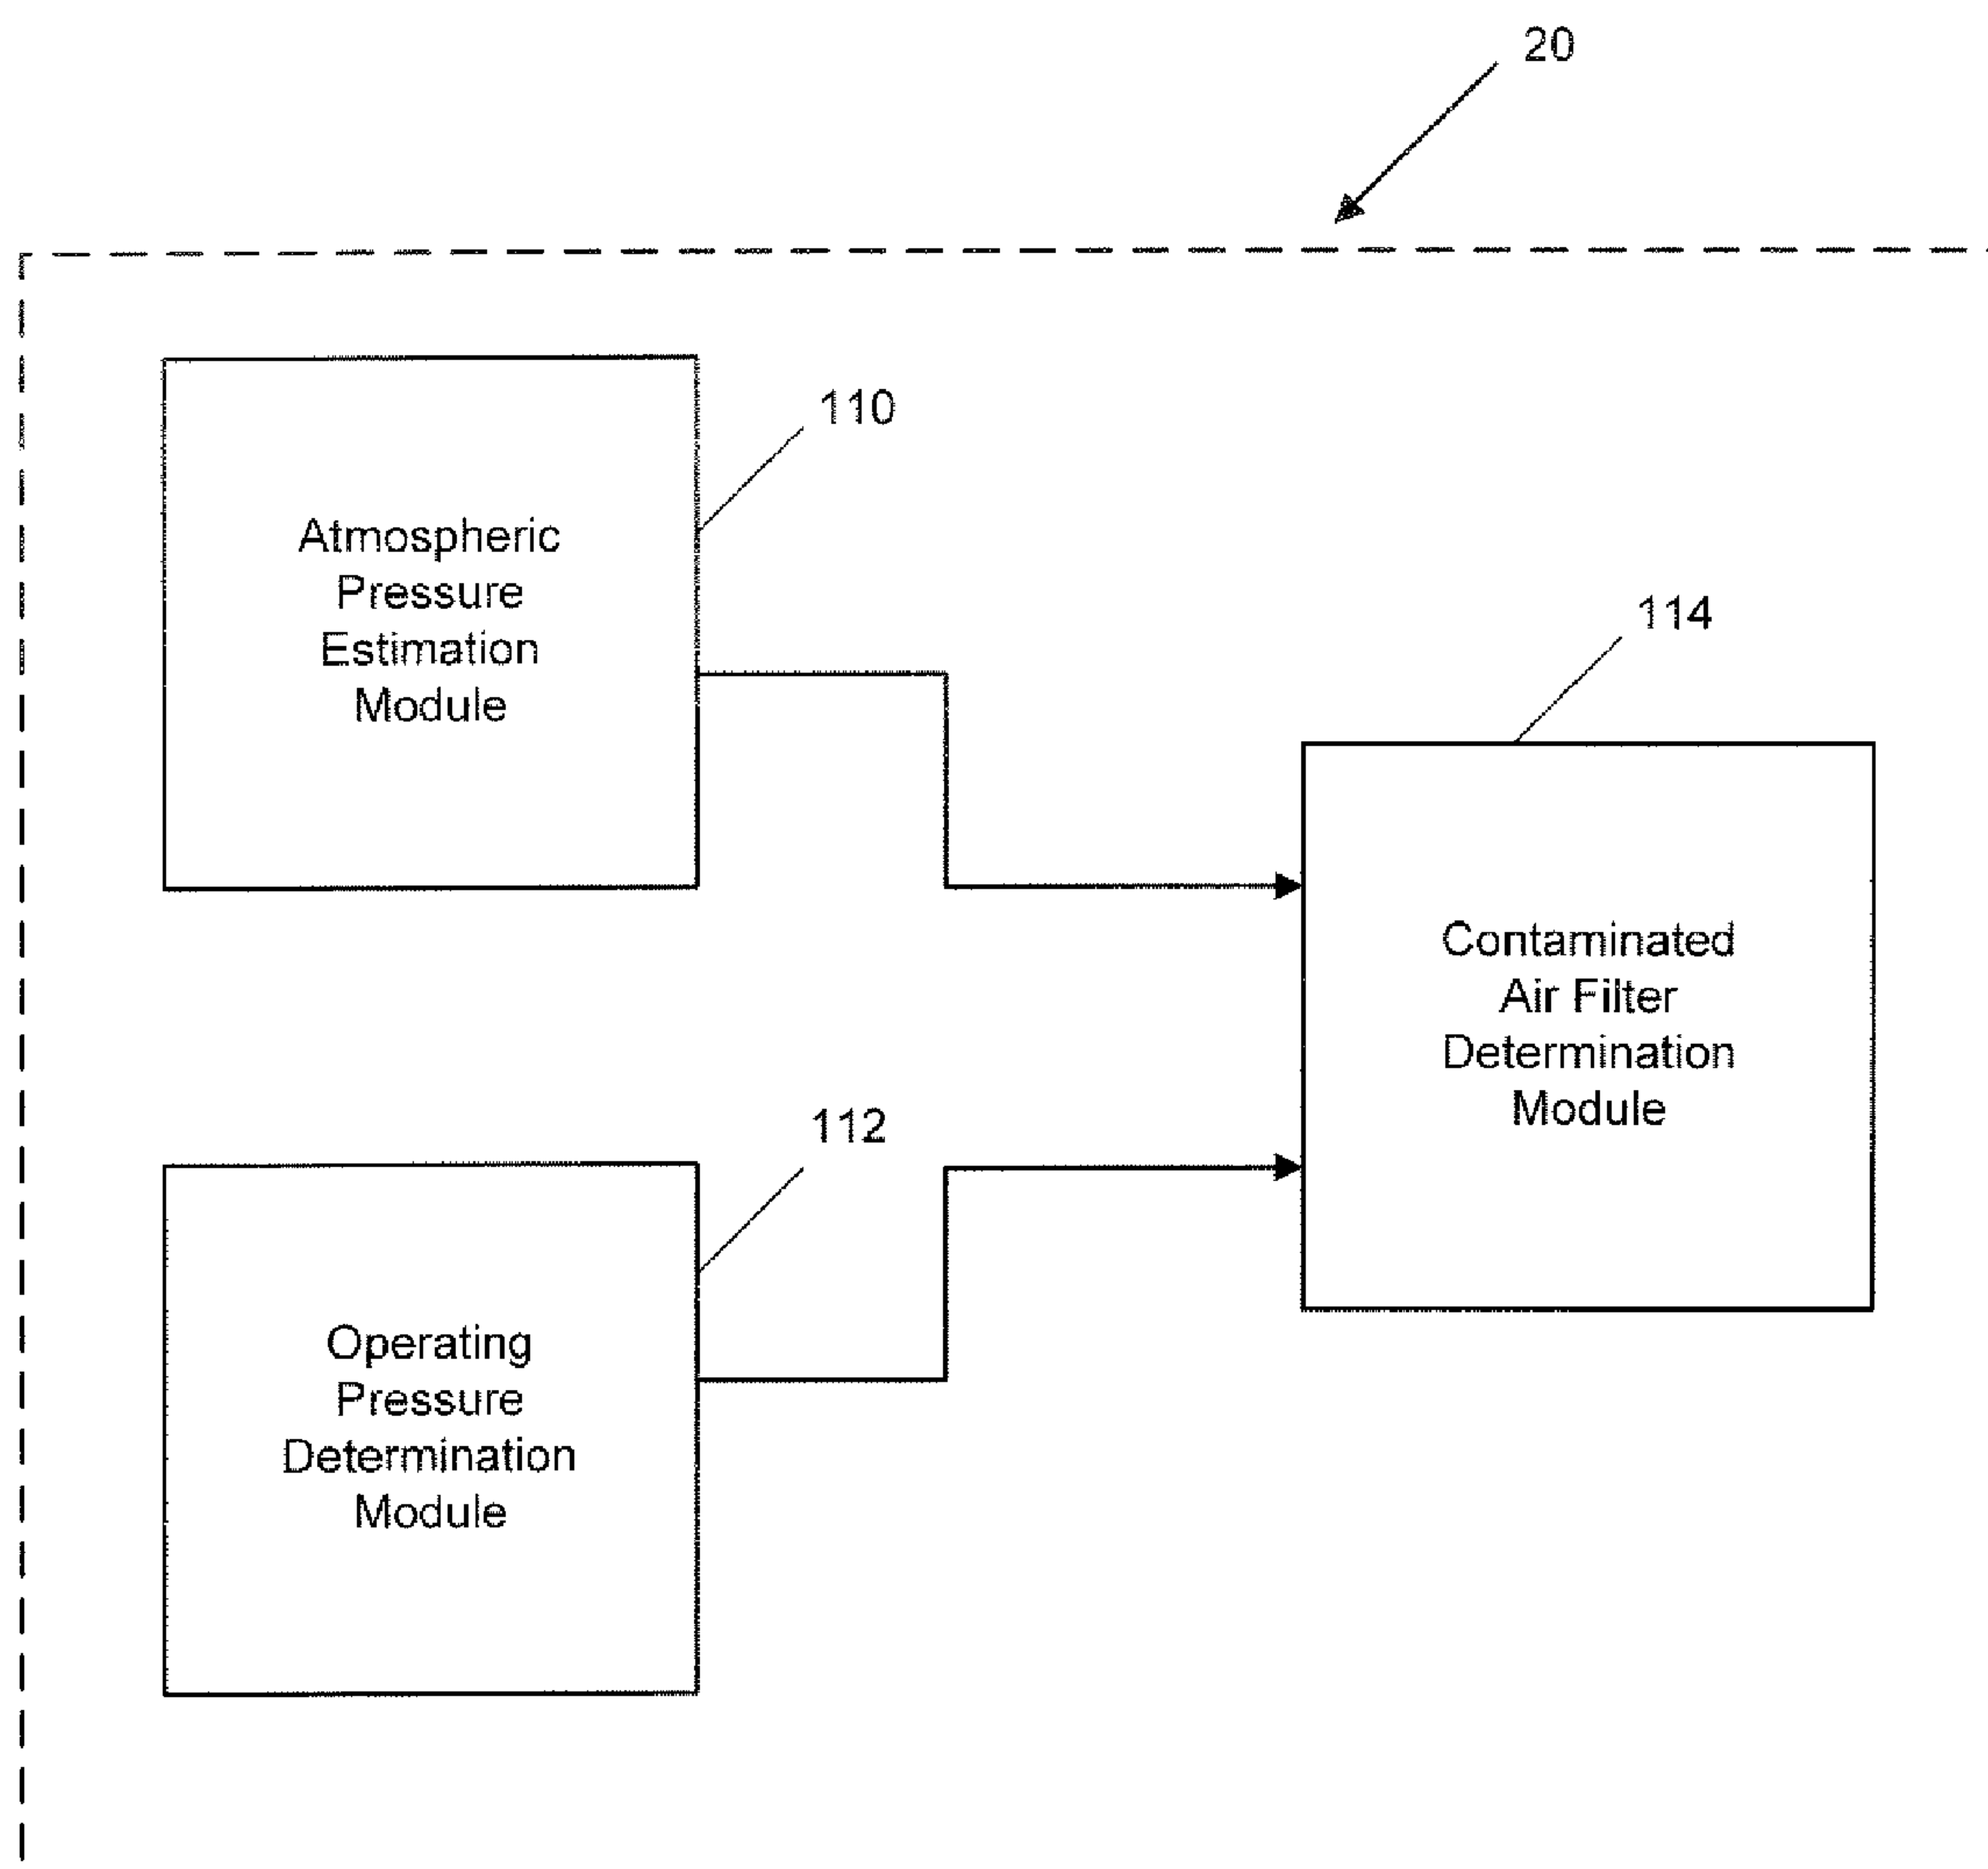 20
110
Atmospheric
Pressure
Estimation
Module
114
Contaminated
Air Filter
Determination
Module
112
Operating
Pressure
Determination
Module